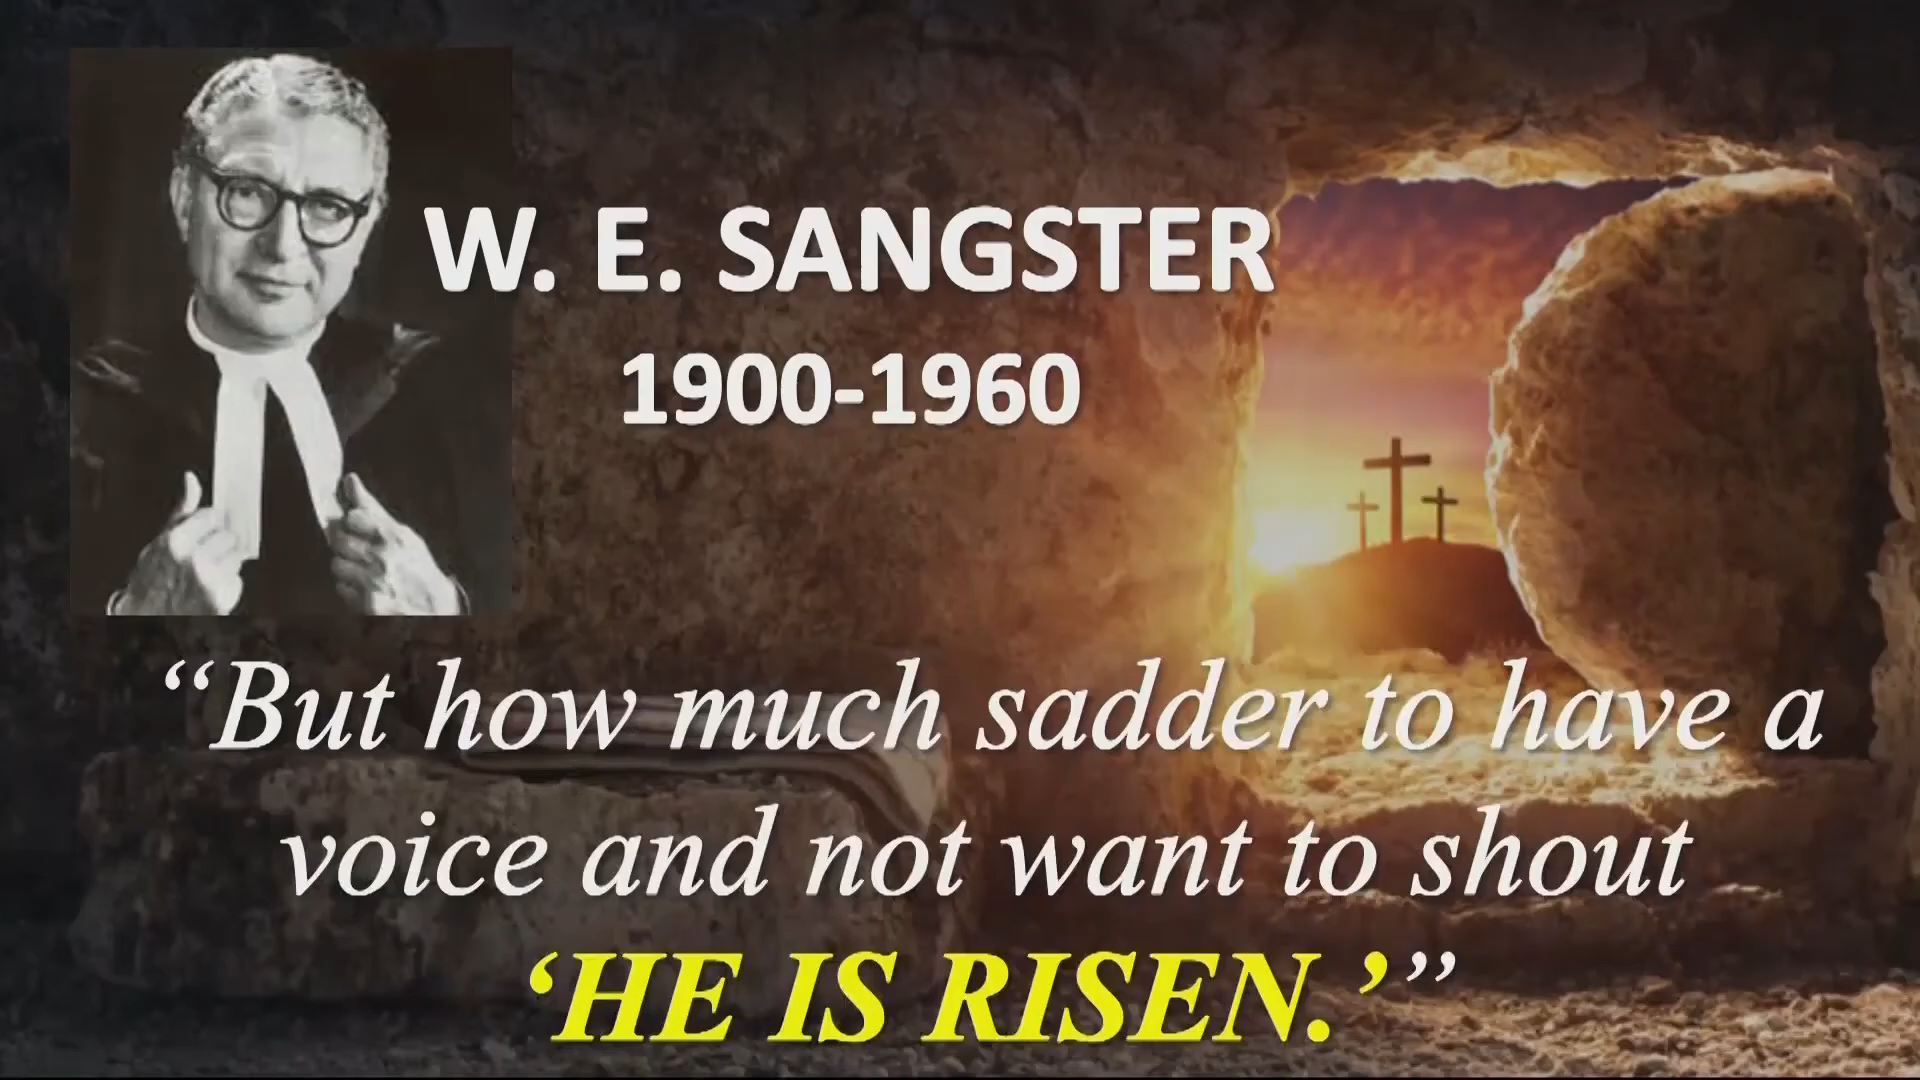 W. E. SANGSTER
1900-1960
“But how much sadder to have a
voice and not want to shout
‘HE IS RISEN.’”